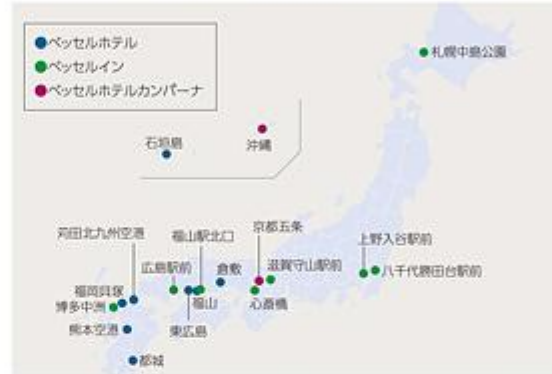 ベッセルホテル
ベッセルイン
ベッセルホテルカンパーナ
札幌中島公園
石垣島
沖縄
苅田北九州空港
福山駅北口
京都五条
上野入谷駅前
広島駅前
倉敷
滋賀守山駅前
八千代勝田台駅前
福岡貝塚
博多中洲
福山
心斎橋
東広島
熊本空港
都城